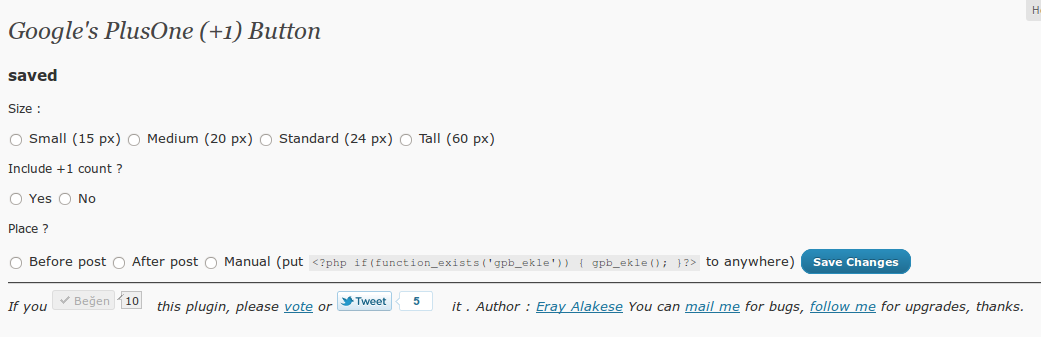 He
Google's PlusOne (+1) Button
saved
Size :
Small (15 px) Medium (20 px) Standard (24 px) Tall (60 px)
Include +1 count ?
Yes No
Place ?
Before post After post Manual (put <?php if(function_exists('gpb_ekle')) { gpb_ekle(); }?> to anywhere) Save Changes
If you Beğen 10 this plugin, please vote or Tweet 5 it . Author : Eray Alakese You can mail me for bugs, follow me for upgrades, thanks.